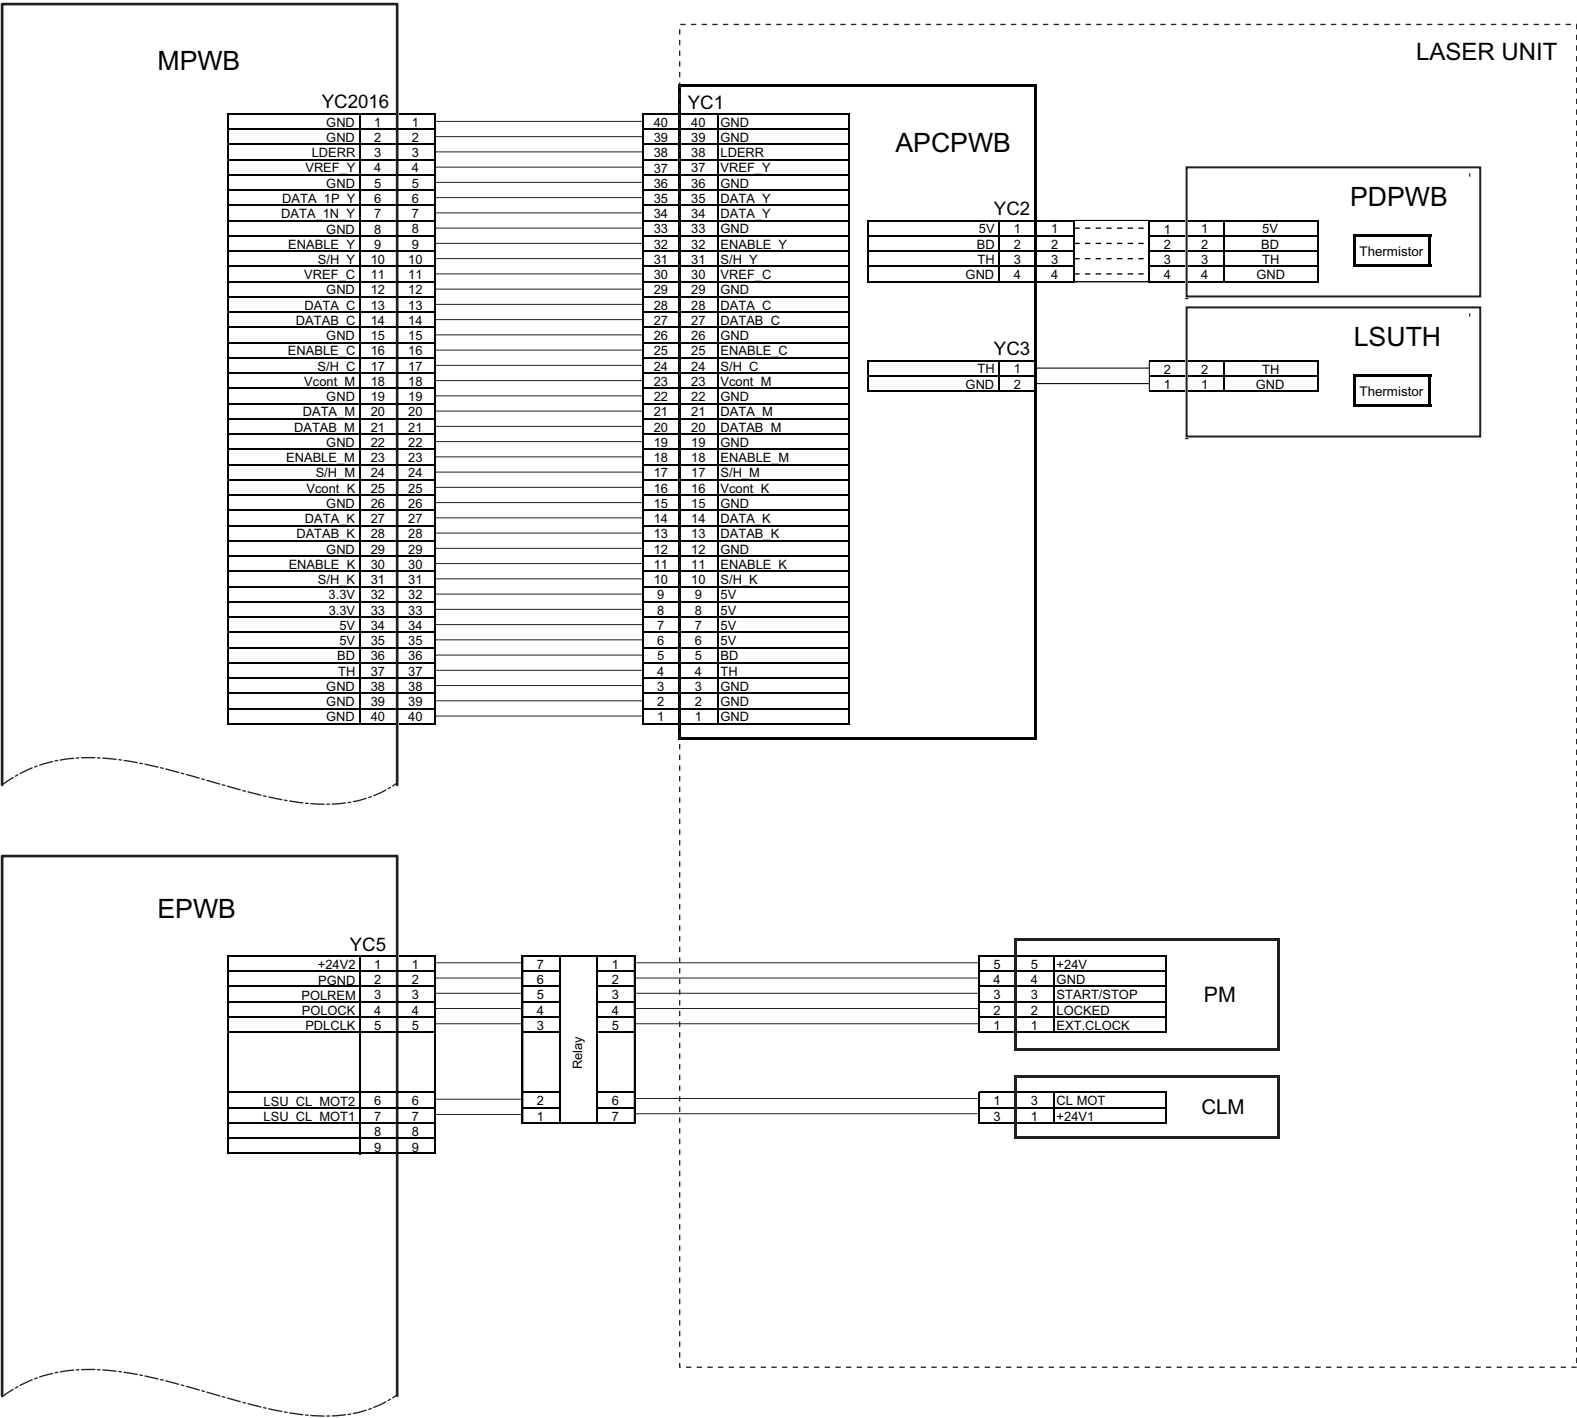 MPWB
LASER UNIT
YC2016
GND 1 1
GND 2 2
LDERR 3 3
VREF_Y 4 4
GND 5 5
DATA_1P_Y 6 6
DATA_1N_Y 7 7
GND 8 8
ENABLE_Y 9 9
S/H_Y 10 10
VREF_C 11 11
GND 12 12
DATA_C 13 13
DATAB_C 14 14
GND 15 15
ENABLE_C 16 16
S/H_C 17 17
Vcont_M 18 18
GND 19 19
DATA_M 20 20
DATAB_M 21 21
GND 22 22
ENABLE_M 23 23
S/H_M 24 24
Vcont_K 25 25
GND 26 26
DATA_K 27 27
DATAB_K 28 28
GND 29 29
ENABLE_K 30 30
S/H_K 31 31
3.3V 32 32
3.3V 33 33
5V 34 34
5V 35 35
BD 36 36
TH 37 37
GND 38 38
GND 39 39
GND 40 40
YC1
40 40 GND
39 39 GND
38 38 LDERR
37 37 VREF_Y
36 36 GND
35 35 DATA_Y
34 34 DATA_Y
33 33 GND
32 32 ENABLE_Y
31 31 S/H_Y
30 30 VREF_C
29 29 GND
28 28 DATA_C
27 27 DATAB_C
26 26 GND
25 25 ENABLE_C
24 24 S/H_C
23 23 Vcont_M
22 22 GND
21 21 DATA_M
20 20 DATAB_M
19 19 GND
18 18 ENABLE_M
17 17 S/H_M
16 16 Vcont_K
15 15 GND
14 14 DATA_K
13 13 DATAB_K
12 12 GND
11 11 ENABLE_K
10 10 S/H_K
9 9 5V
8 8 5V
7 7 5V
6 6 5V
5 5 BD
4 4 TH
3 3 GND
2 2 GND
1 1 GND
APCPWB
YC2
5V 1 1
BD 2 2
TH 3 3
GND 4 4
1 1 5V
2 2 BD
3 3 TH
4 4 GND
PDPWB
Thermistor
YC3
TH 1
GND 2
2 2 TH
1 1 GND
LSUTH
Thermistor
EPWB
YC5
+24V2 1 1
PGND 2 2
POLREM 3 3
POLOCK 4 4
PDLCLK 5 5
LSU_CL_MOT2 6 6
LSU_CL_MOT1 7 7
8 8
9 9
7 1
6 2
5 3
4 4
3 5
Relay
2 6
1 7
5 5 +24V
4 4 GND
3 3 START/STOP
2 2 LOCKED
1 1 EXT.CLOCK
PM
1 3 CL MOT
3 1 +24V1
CLM